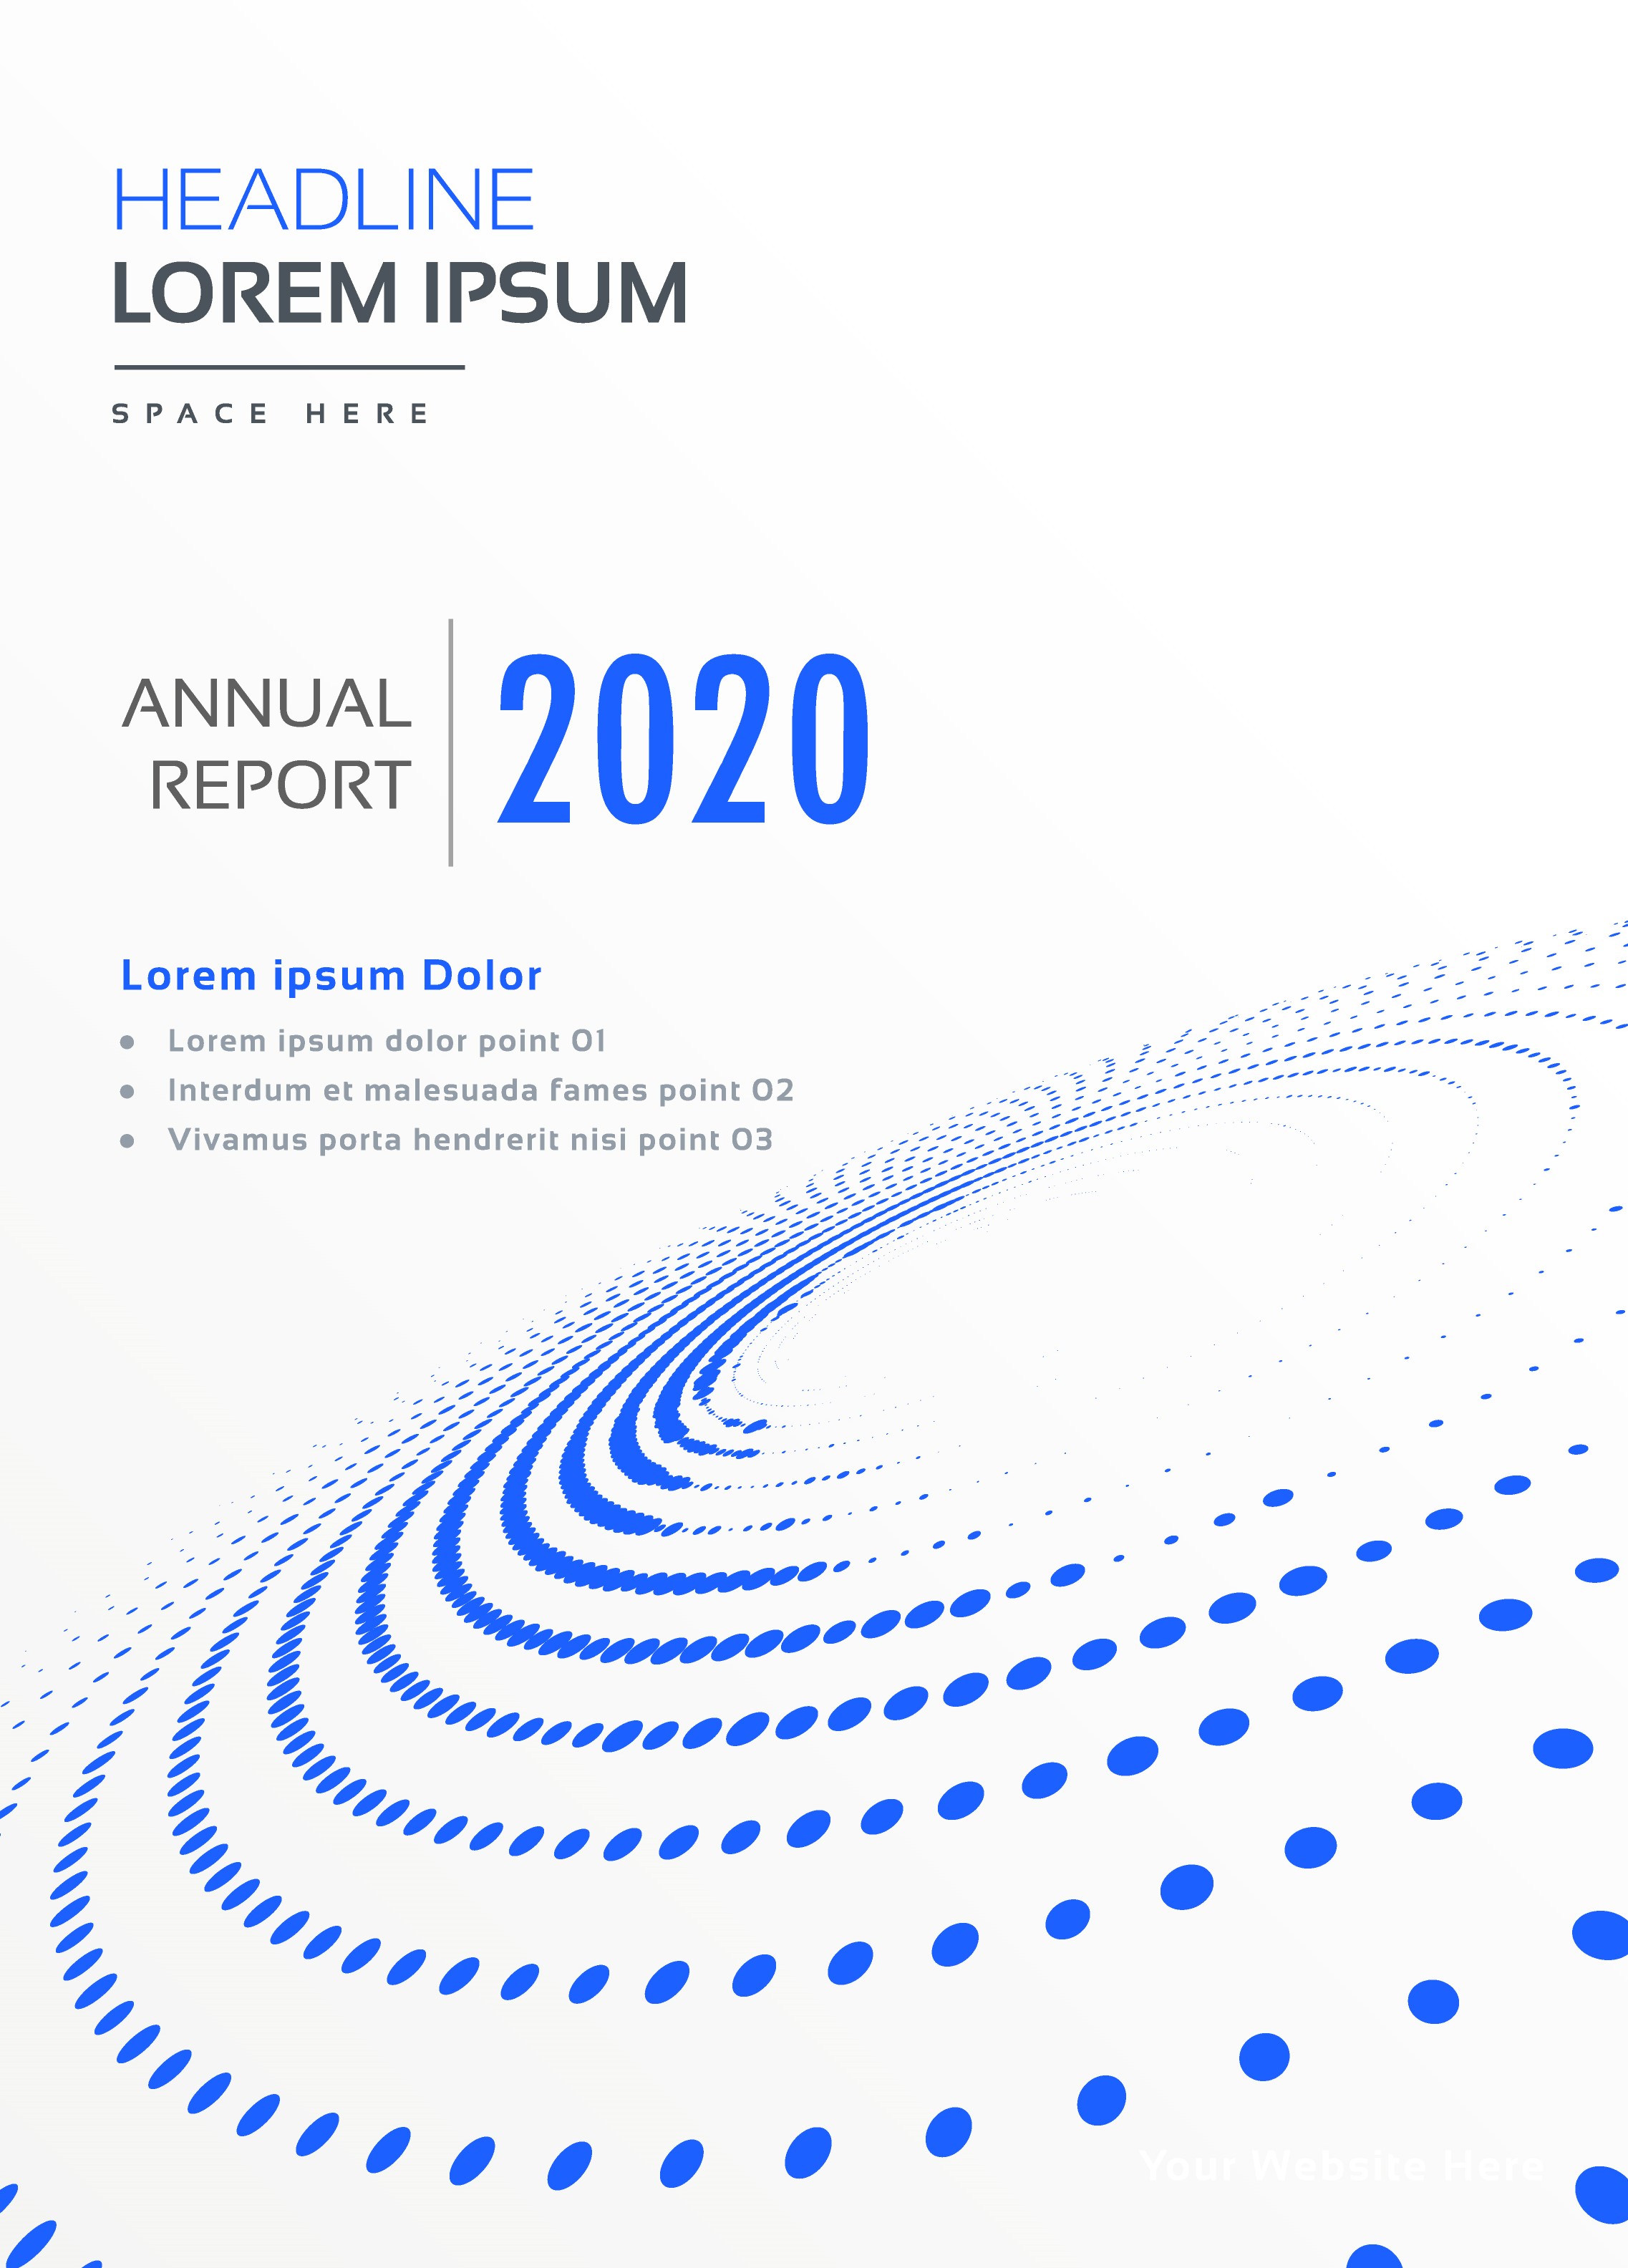 HEADLINE
LOREM IPSUM
SPACE HERE
ANNUAL
REPORT
2020
Lorem ipsum Dolor
• Lorem ipsum dolor point 01
• Interdum et malesuada fames point 02
• Vivamus porta hendrerit nisi point 03
Your Website Here